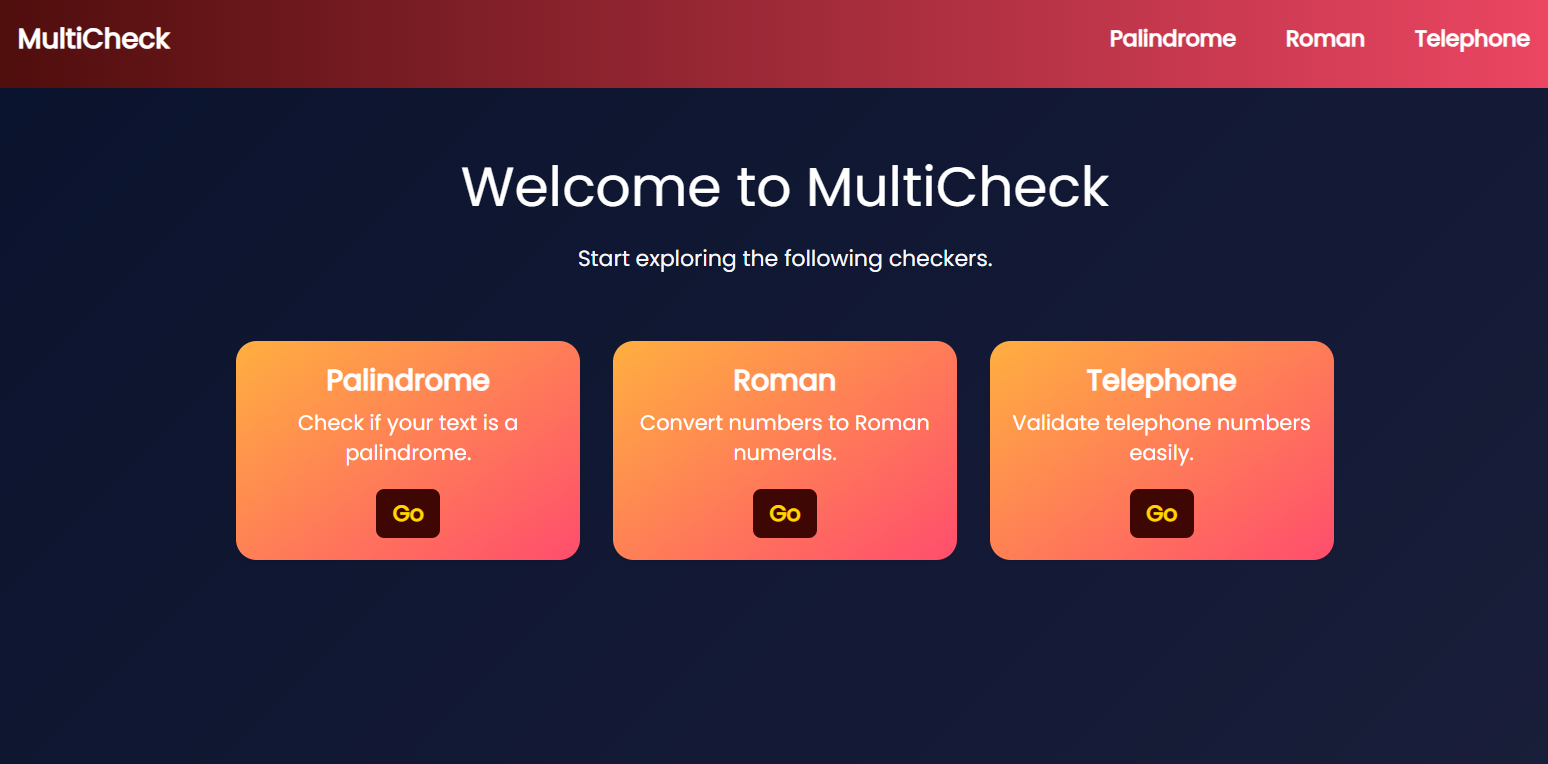 MultiCheck
Palindrome Roman Telephone
Welcome to MultiCheck
Start exploring the following checkers.
Palindrome
Check if your text is a
palindrome.
Go
Roman
Convert numbers to Roman
numerals.
Go
Telephone
Validate telephone numbers
easily.
Go